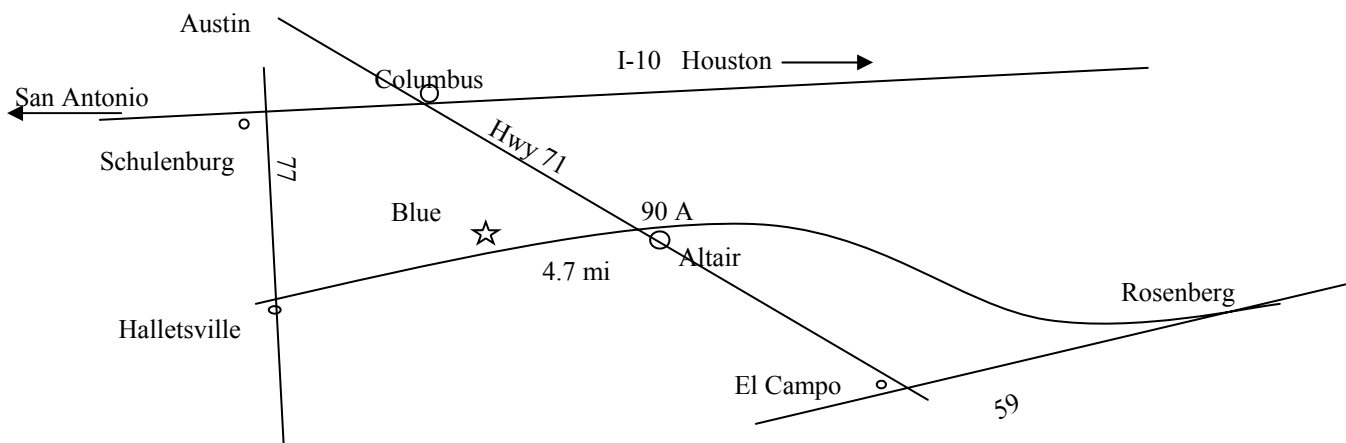 Austin
I-10 Houston
Columbus
San Antonio
Hwy 71
Schulenburg
77
90 A
Blue
Altair
4.7 mi
Rosenberg
Halletsville
El Campo
59